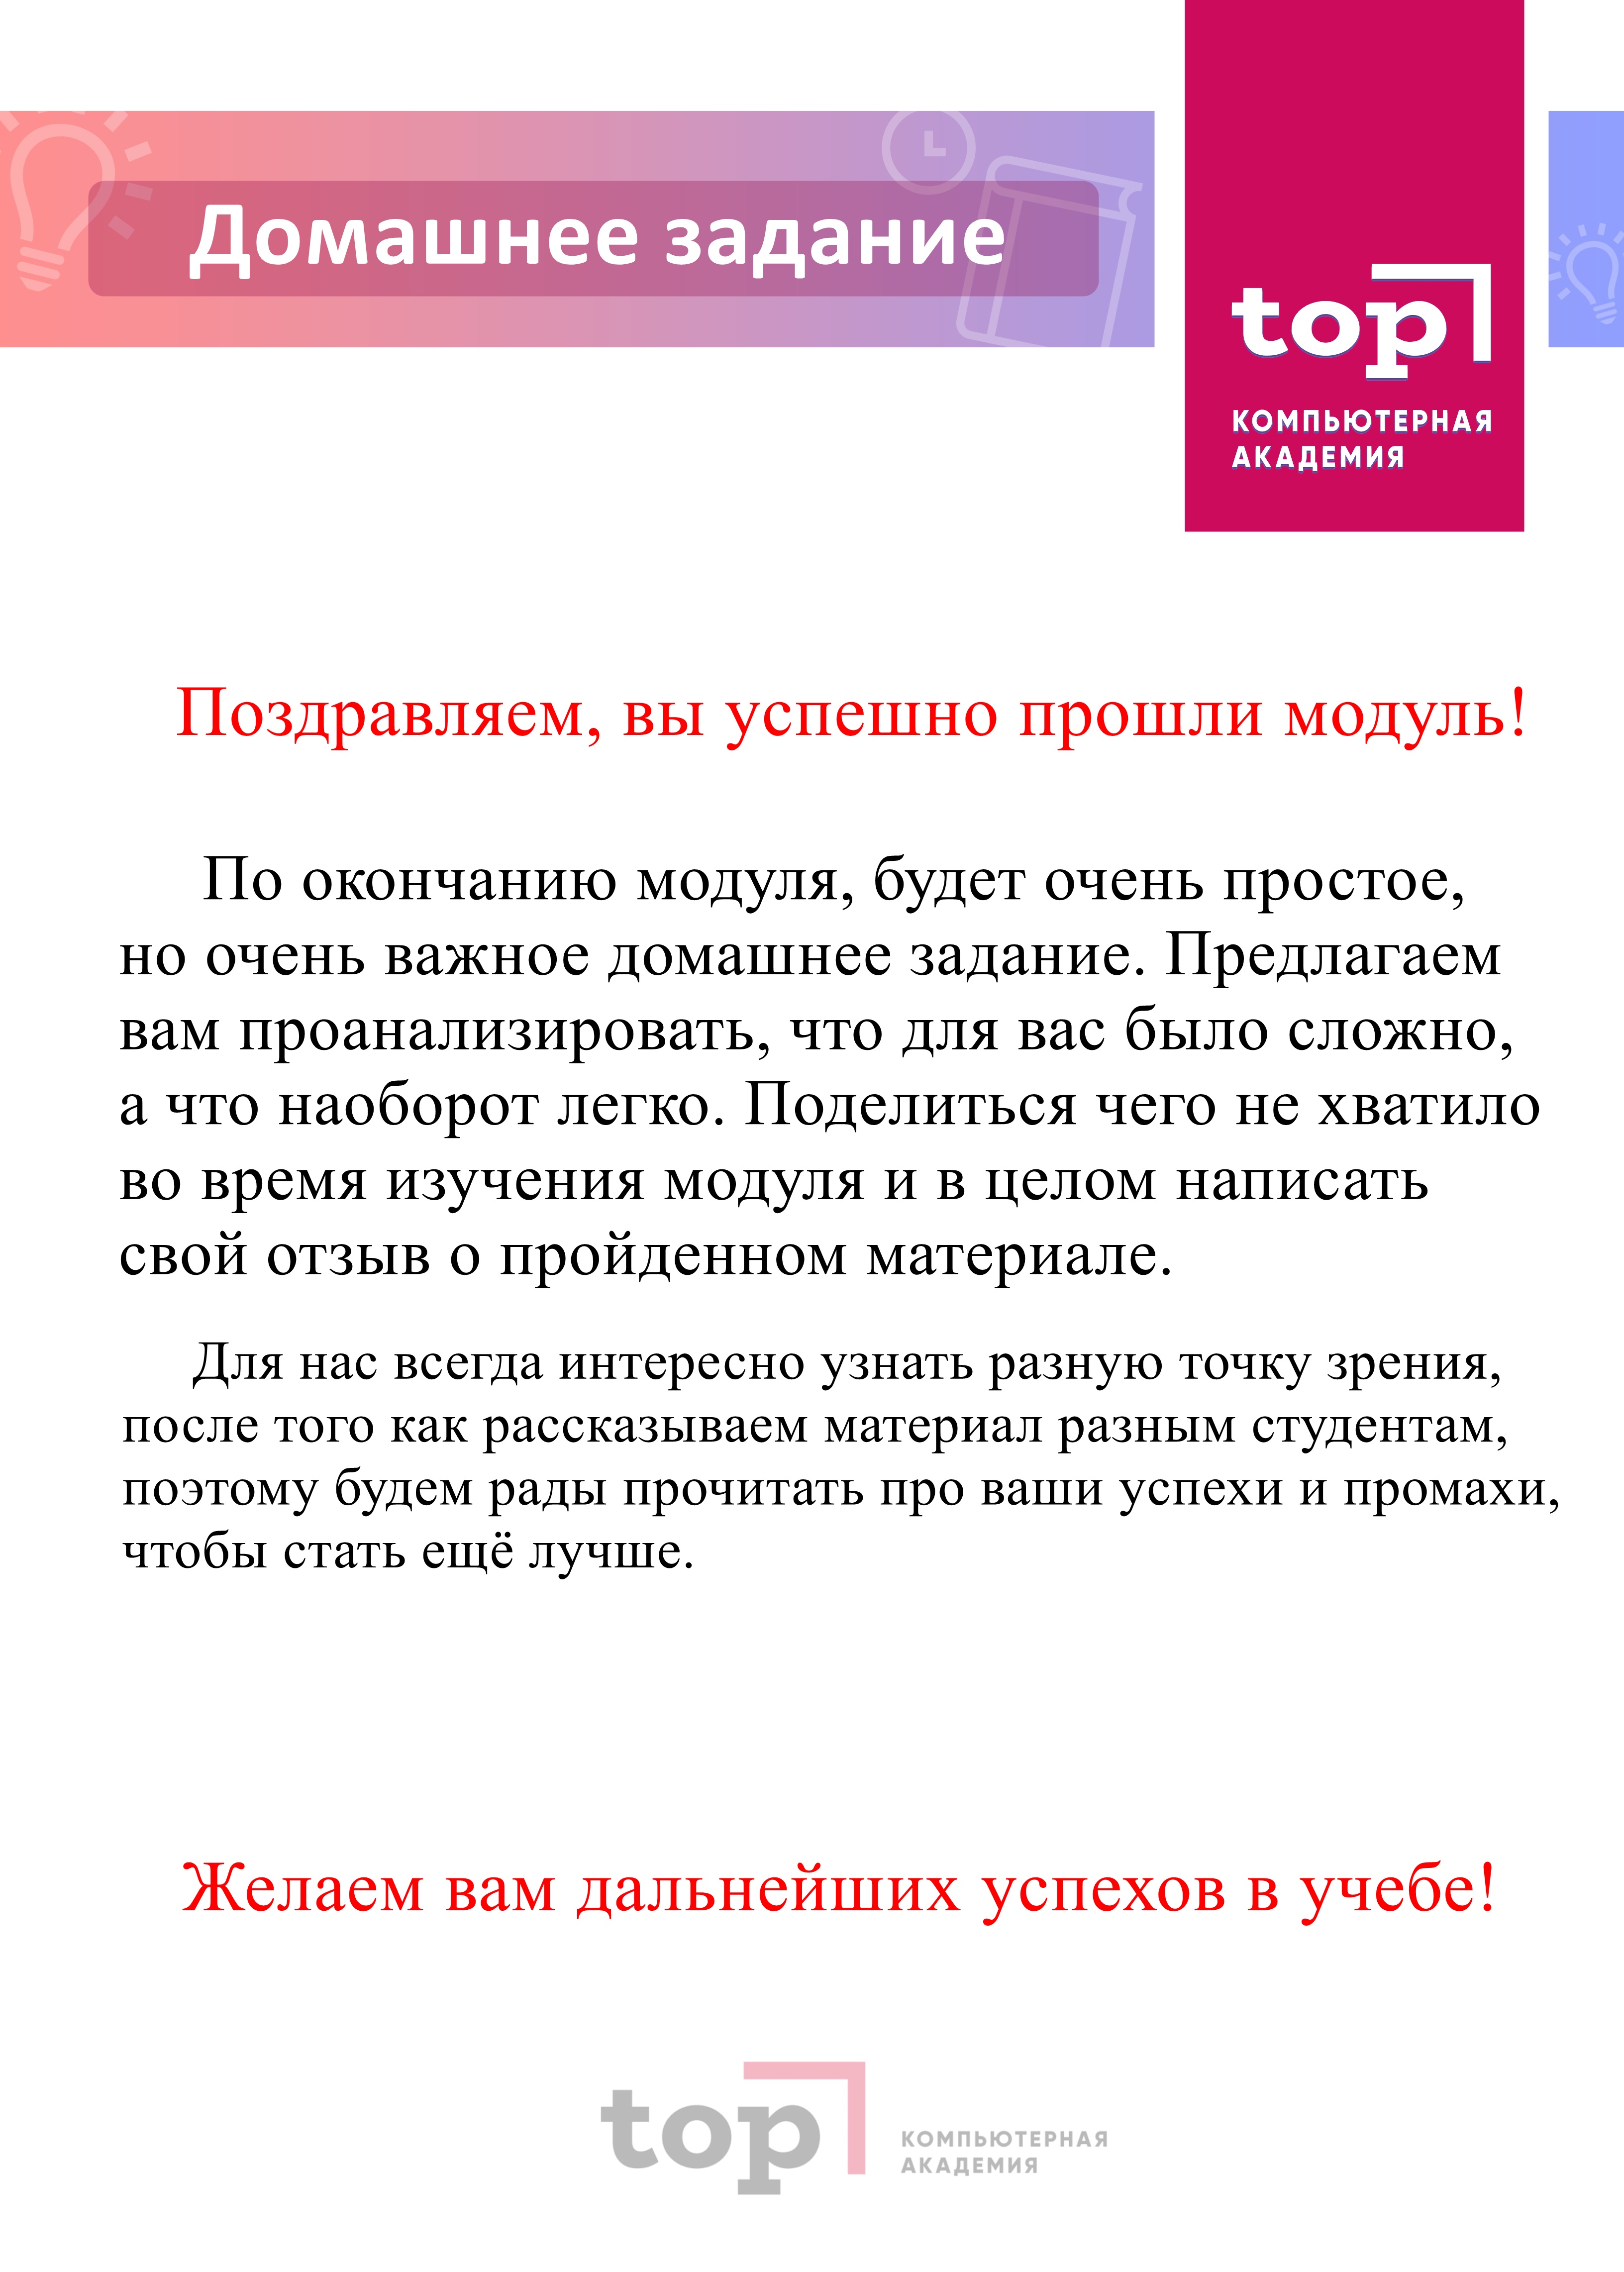 Домашнее задание
top
КОМПЬЮТЕРНАЯ
АКАДЕМИЯ
Поздравляем, вы успешно прошли модуль!
По окончанию модуля, будет очень простое,
но очень важное домашнее задание. Предлагаем
вам проанализировать, что для вас было сложно,
а что наоборот легко. Поделиться чего не хватило
во время изучения модуля и в целом написать
свой отзыв о пройденном материале.
Для нас всегда интересно узнать разную точку зрения,
после того как рассказываем материал разным студентам,
поэтому будем рады прочитать про ваши успехи и промахи,
чтобы стать ещё лучше.
Желаем вам дальнейших успехов в учебе!
top
КОМПЬЮТЕРНАЯ
АКАДЕМИЯ